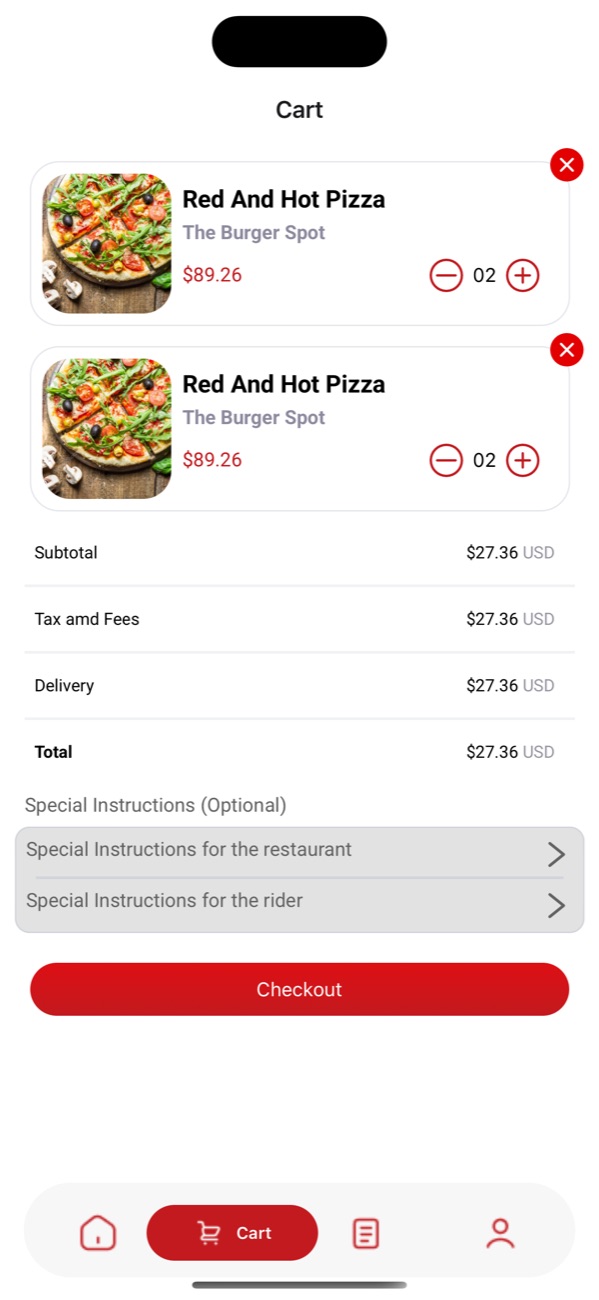 Cart
Red And Hot Pizza
The Burger Spot
$89.26
02
Red And Hot Pizza
The Burger Spot
$89.26
02
Subtotal $27.36 USD
Tax amd Fees $27.36 USD
Delivery $27.36 USD
Total $27.36 USD
Special Instructions (Optional)
Special Instructions for the restaurant
Special Instructions for the rider
Checkout
Cart